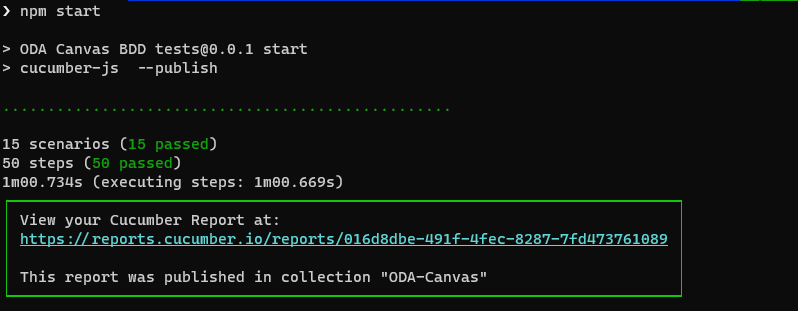 ❯ npm start
> ODA Canvas BDD tests@0.0.1 start
> cucumber-js --publish
..................................................
15 scenarios (15 passed)
50 steps (50 passed)
1m00.734s (executing steps: 1m00.669s)
View your Cucumber Report at:
https://reports.cucumber.io/reports/016d8dbe-491f-4fec-8287-7fd473761089
This report was published in collection "ODA-Canvas"